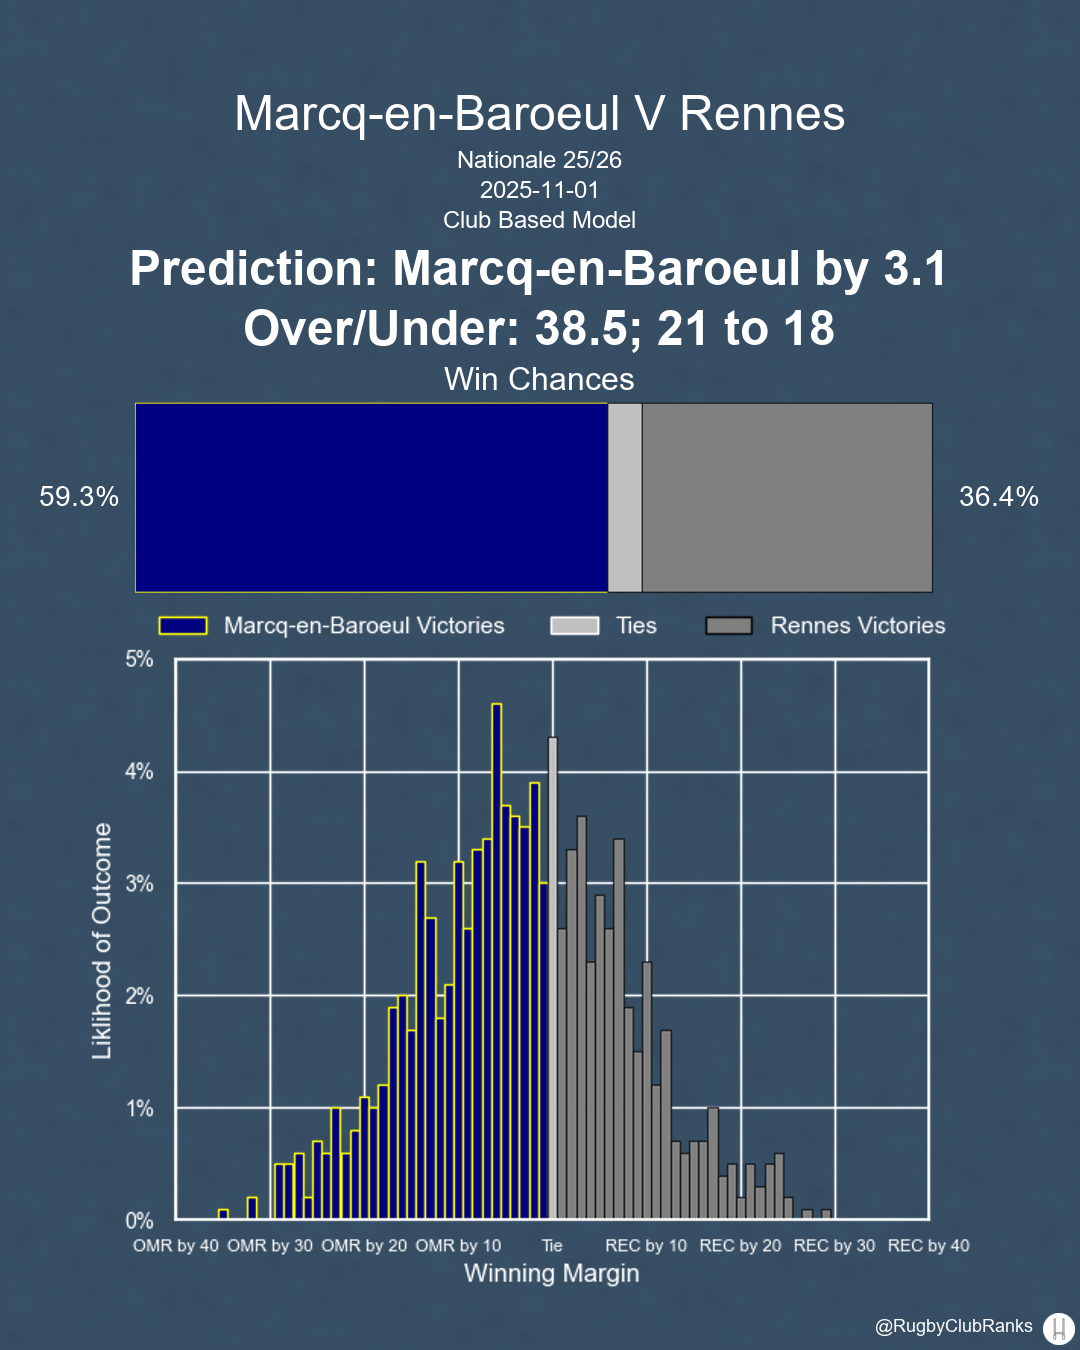 Marcq-en-Baroeul V Rennes
Nationale 25/26
2025-11-01
Club Based Model
Prediction: Marcq-en-Baroeul by 3.1
Over/Under: 38.5; 21 to 18
Win Chances
59.3% 36.4%
Marcq-en-Baroeul Victories Ties Rennes Victories
5%
4%
3%
2%
1%
0%
Liklihood of Outcome
OMR by 40 OMR by 30 OMR by 20 OMR by 10 Tie REC by 10 REC by 20 REC by 30 REC by 40
Winning Margin
@RugbyClubRanks